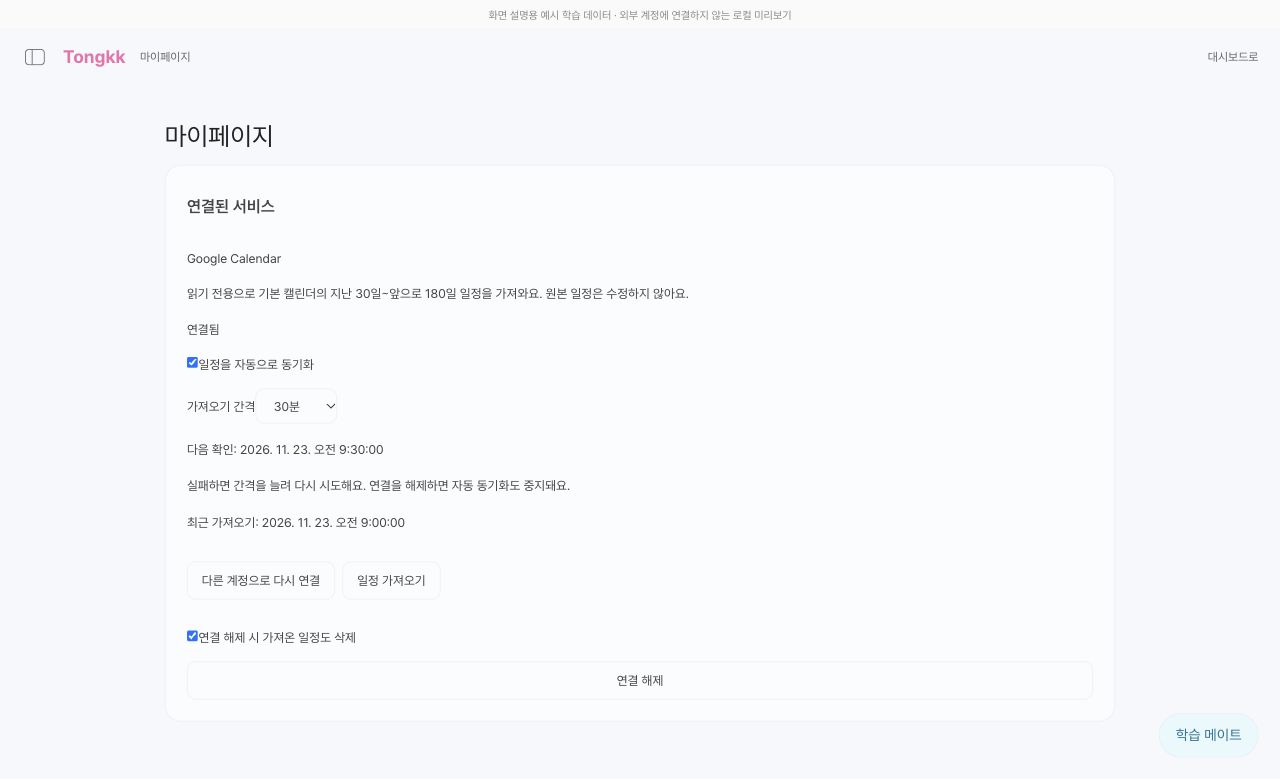 화면 설명용 예시 학습 데이터 · 외부 계정에 연결하지 않는 로컬 미리보기
Tongkk 마이페이지 대시보드로
마이페이지
연결된 서비스
Google Calendar
읽기 전용으로 기본 캘린더의 지난 30일~앞으로 180일 일정을 가져와요. 원본 일정은 수정하지 않아요.
연결됨
일정을 자동으로 동기화
가져오기 간격 30분
다음 확인: 2026. 11. 23. 오전 9:30:00
실패하면 간격을 늘려 다시 시도해요. 연결을 해제하면 자동 동기화도 중지돼요.
최근 가져오기: 2026. 11. 23. 오전 9:00:00
다른 계정으로 다시 연결 일정 가져오기
연결 해제 시 가져온 일정도 삭제
연결 해제
학습 메이트